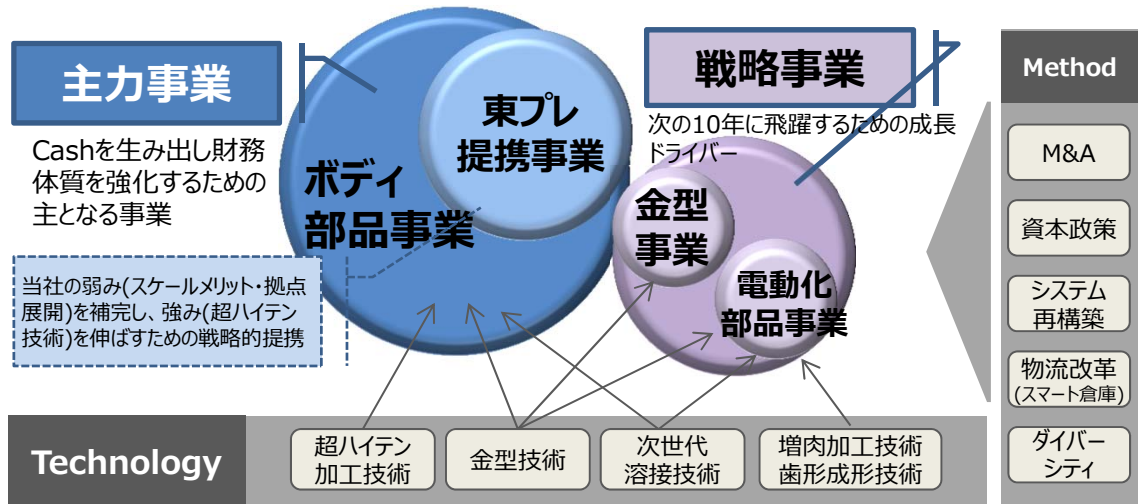 主力事業
Cashを生み出し財務
体質を強化するための
主となる事業
当社の弱み(スケールメリット・拠点
展開)を補完し、強み(超ハイテン
技術)を伸ばすための戦略的提携
ボディ
部品事業
東プレ
提携事業
戦略事業
次の10年に飛躍するための成長
ドライバー
金型
事業
電動化
部品事業
Method
M&A
資本政策
システム
再構築
物流改革
(スマート倉庫)
ダイバー
シティ
Technology
超ハイテン
加工技術
金型技術
次世代
溶接技術
増肉加工技術
歯形成形技術